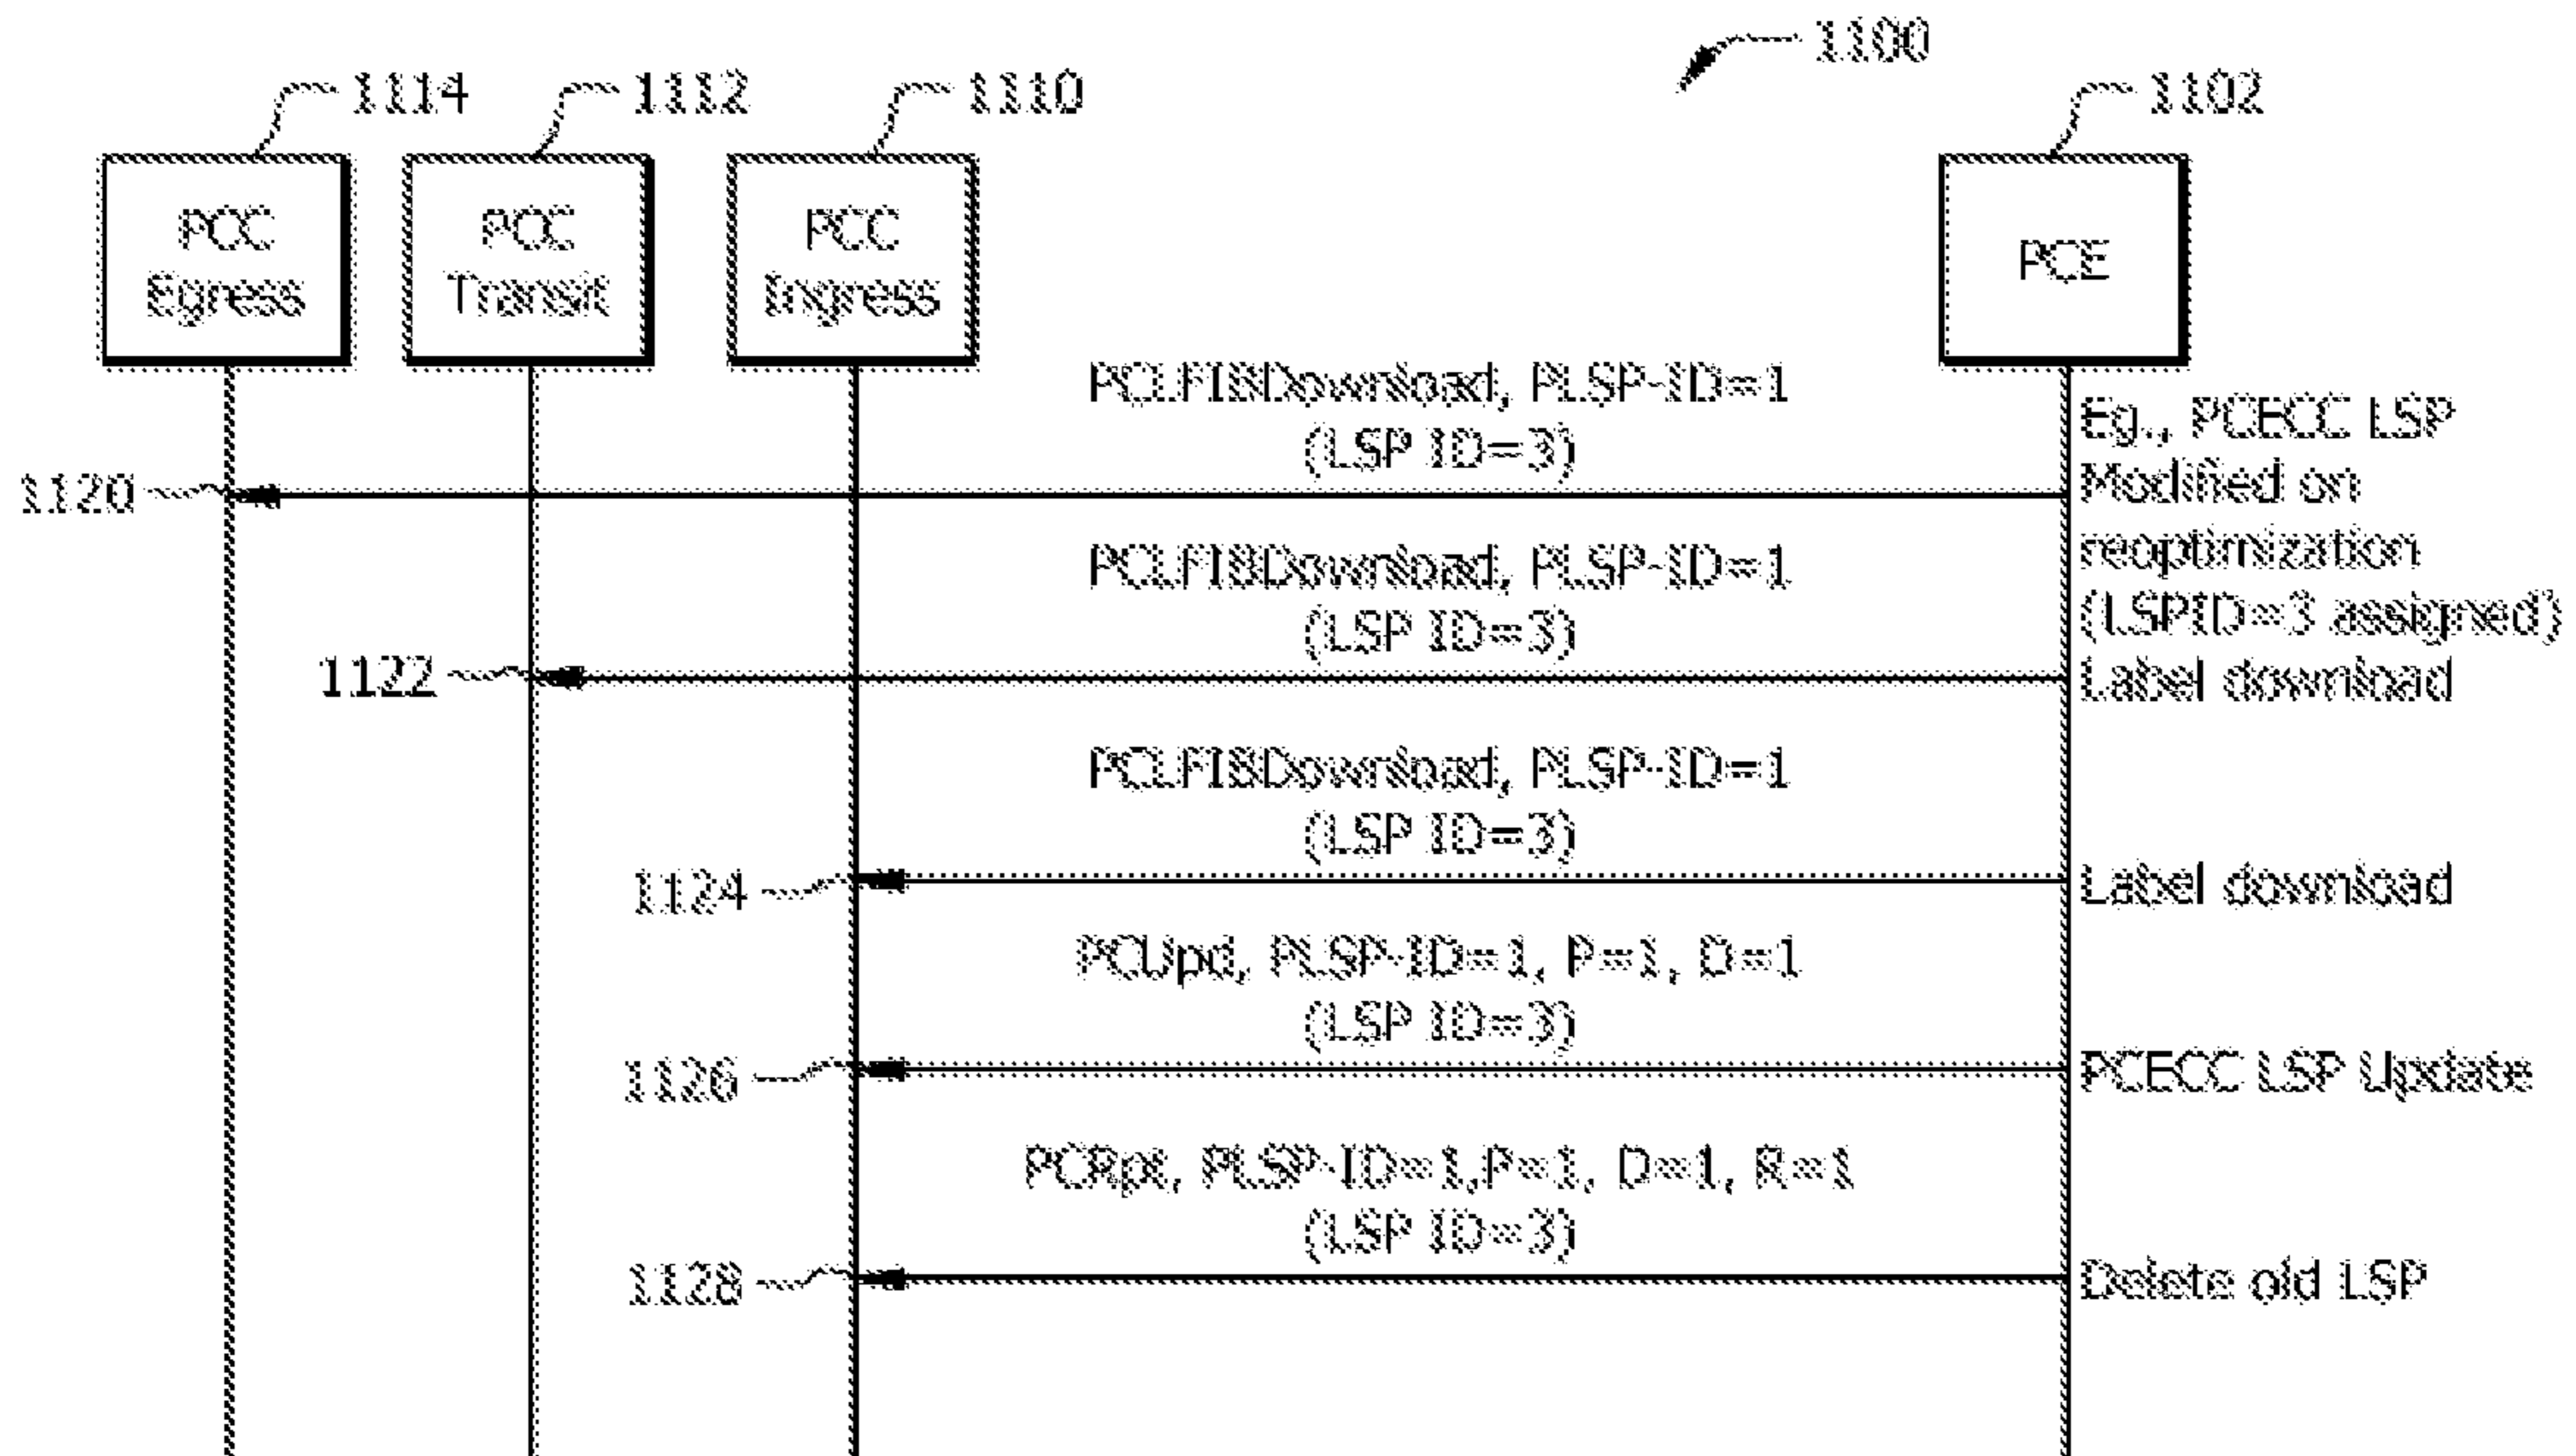 1100
1114
1112
1110
1102
PCC
Egress
PCC
Transit
PCC
Ingress
PCE
PCLFIBDownload, PLSP-ID=1
(LSP ID=3)
Eg., PCECC LSP
Modified on
reoptimization
(LSPID=3 assigned)
Label download
1120
PCLFIBDownload, PLSP-ID=1
(LSP ID=3)
1122
PCLFIBDownload, PLSP-ID=1
(LSP ID=3)
1124
Label download
PCUpd, PLSP-ID=1, P=1, D=1
(LSP ID=3)
1126
PCECC LSP Update
PCRpt, PLSP-ID=1,P=1, D=1, R=1
(LSP ID=3)
1128
Delete old LSP